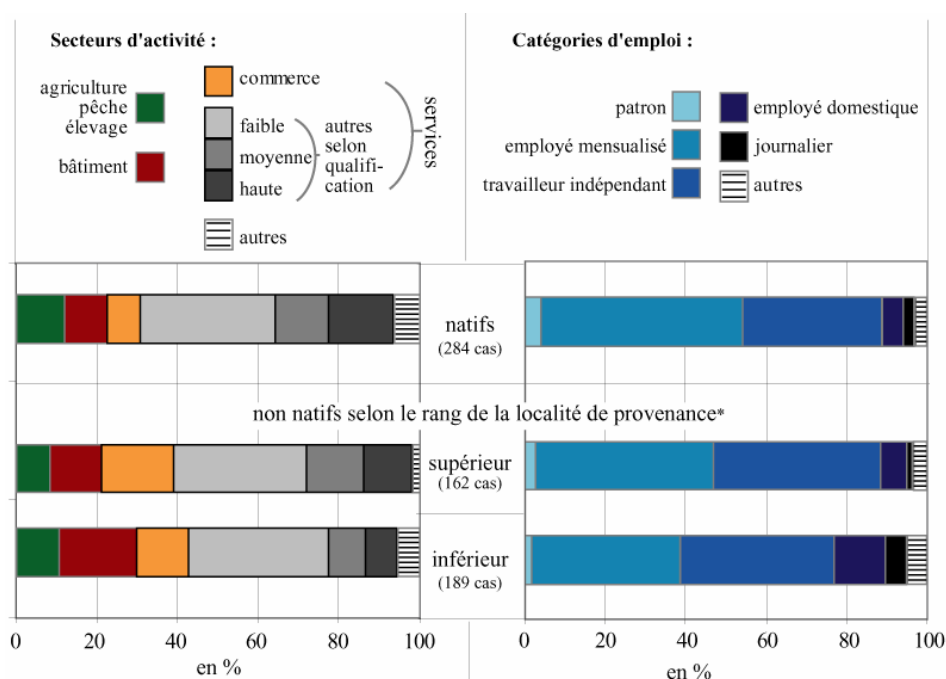 Secteurs d'activité :
agriculture
pêche
élevage
bâtiment
commerce
faible
moyenne
haute
autres
selon
qualifi-
cation
services
autres
Catégories d'emploi :
patron
employé mensualisé
travailleur indépendant
employé domestique
journalier
autres
natifs
(284 cas)
non natifs selon le rang de la localité de provenance*
supérieur
(162 cas)
inférieur
(189 cas)
0 20 40 60 80 100
en %
0 20 40 60 80 100
en %